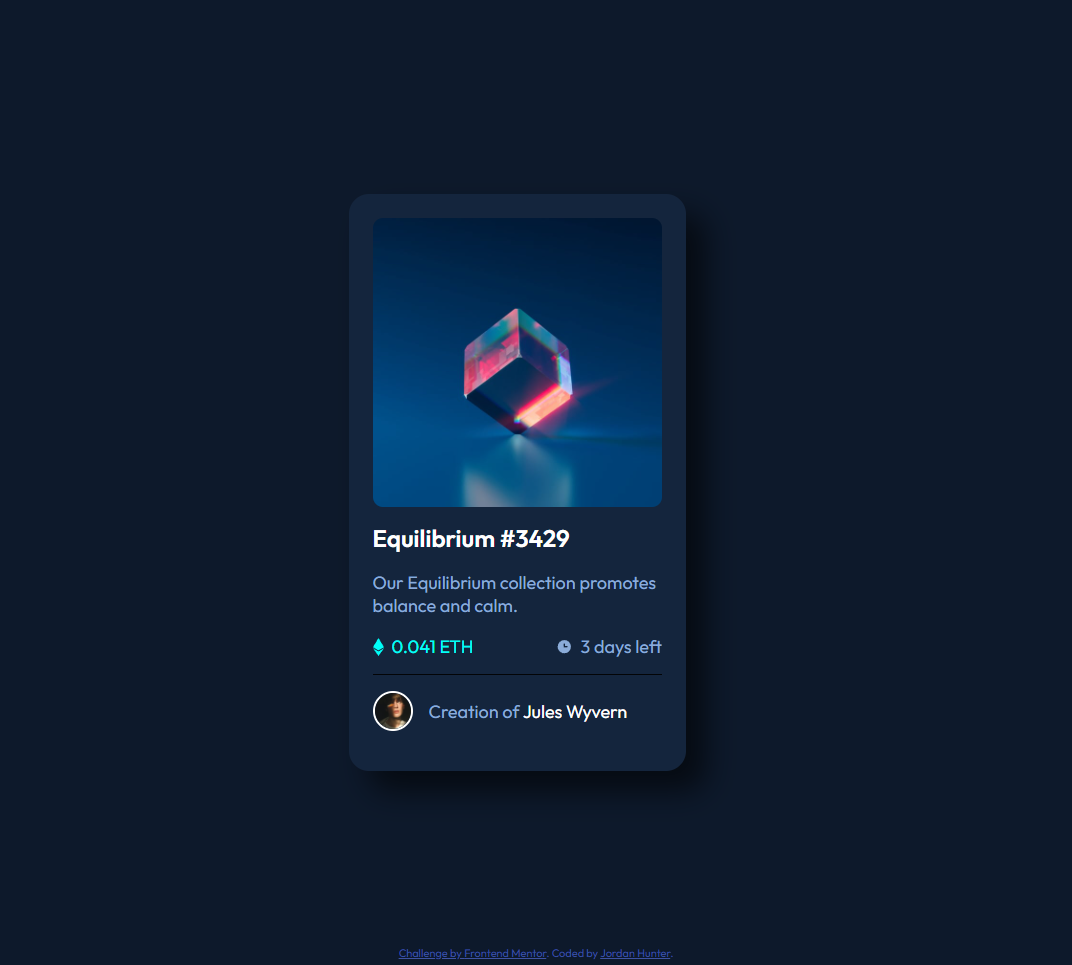 Equilibrium #3429
Our Equilibrium collection promotes
balance and calm.
0.041 ETH 3 days left
Creation of Jules Wyvern
Challenge by Frontend Mentor. Coded by Jordan Hunter.